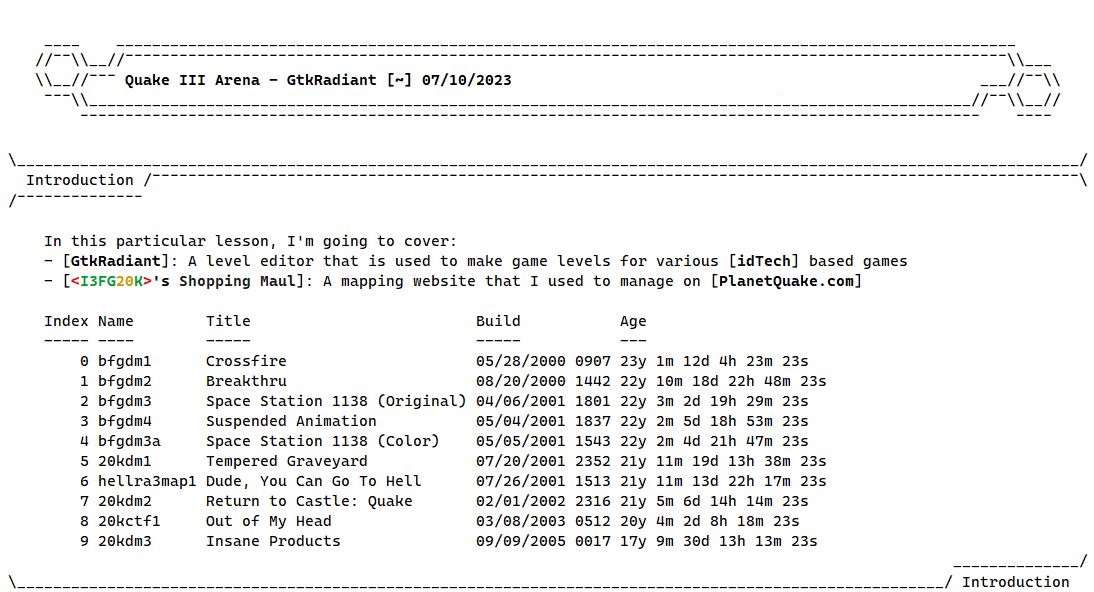 Quake III Arena - GtkRadiant [~] 07/10/2023
Introduction
In this particular lesson, I'm going to cover:
- [GtkRadiant]: A level editor that is used to make game levels for various [idTech] based games
- [<I3FG20K>'s Shopping Maul]: A mapping website that I used to manage on [PlanetQuake.com]
Index Name Title Build Age
----- ---- ----- ----- ---
0 bfgdm1 Crossfire 05/28/2000 0907 23y 1m 12d 4h 23m 23s
1 bfgdm2 Breakthru 08/20/2000 1442 22y 10m 18d 22h 48m 23s
2 bfgdm3 Space Station 1138 (Original) 04/06/2001 1801 22y 3m 2d 19h 29m 23s
3 bfgdm4 Suspended Animation 05/04/2001 1837 22y 2m 5d 18h 53m 23s
4 bfgdm3a Space Station 1138 (Color) 05/05/2001 1543 22y 2m 4d 21h 47m 23s
5 20kdm1 Tempered Graveyard 07/20/2001 2352 21y 11m 19d 13h 38m 23s
6 hellra3map1 Dude, You Can Go To Hell 07/26/2001 1513 21y 11m 13d 22h 17m 23s
7 20kdm2 Return to Castle: Quake 02/01/2002 2316 21y 5m 6d 14h 14m 23s
8 20kctf1 Out of My Head 03/08/2003 0512 20y 4m 2d 8h 18m 23s
9 20kdm3 Insane Products 09/09/2005 0017 17y 9m 30d 13h 13m 23s
Introduction